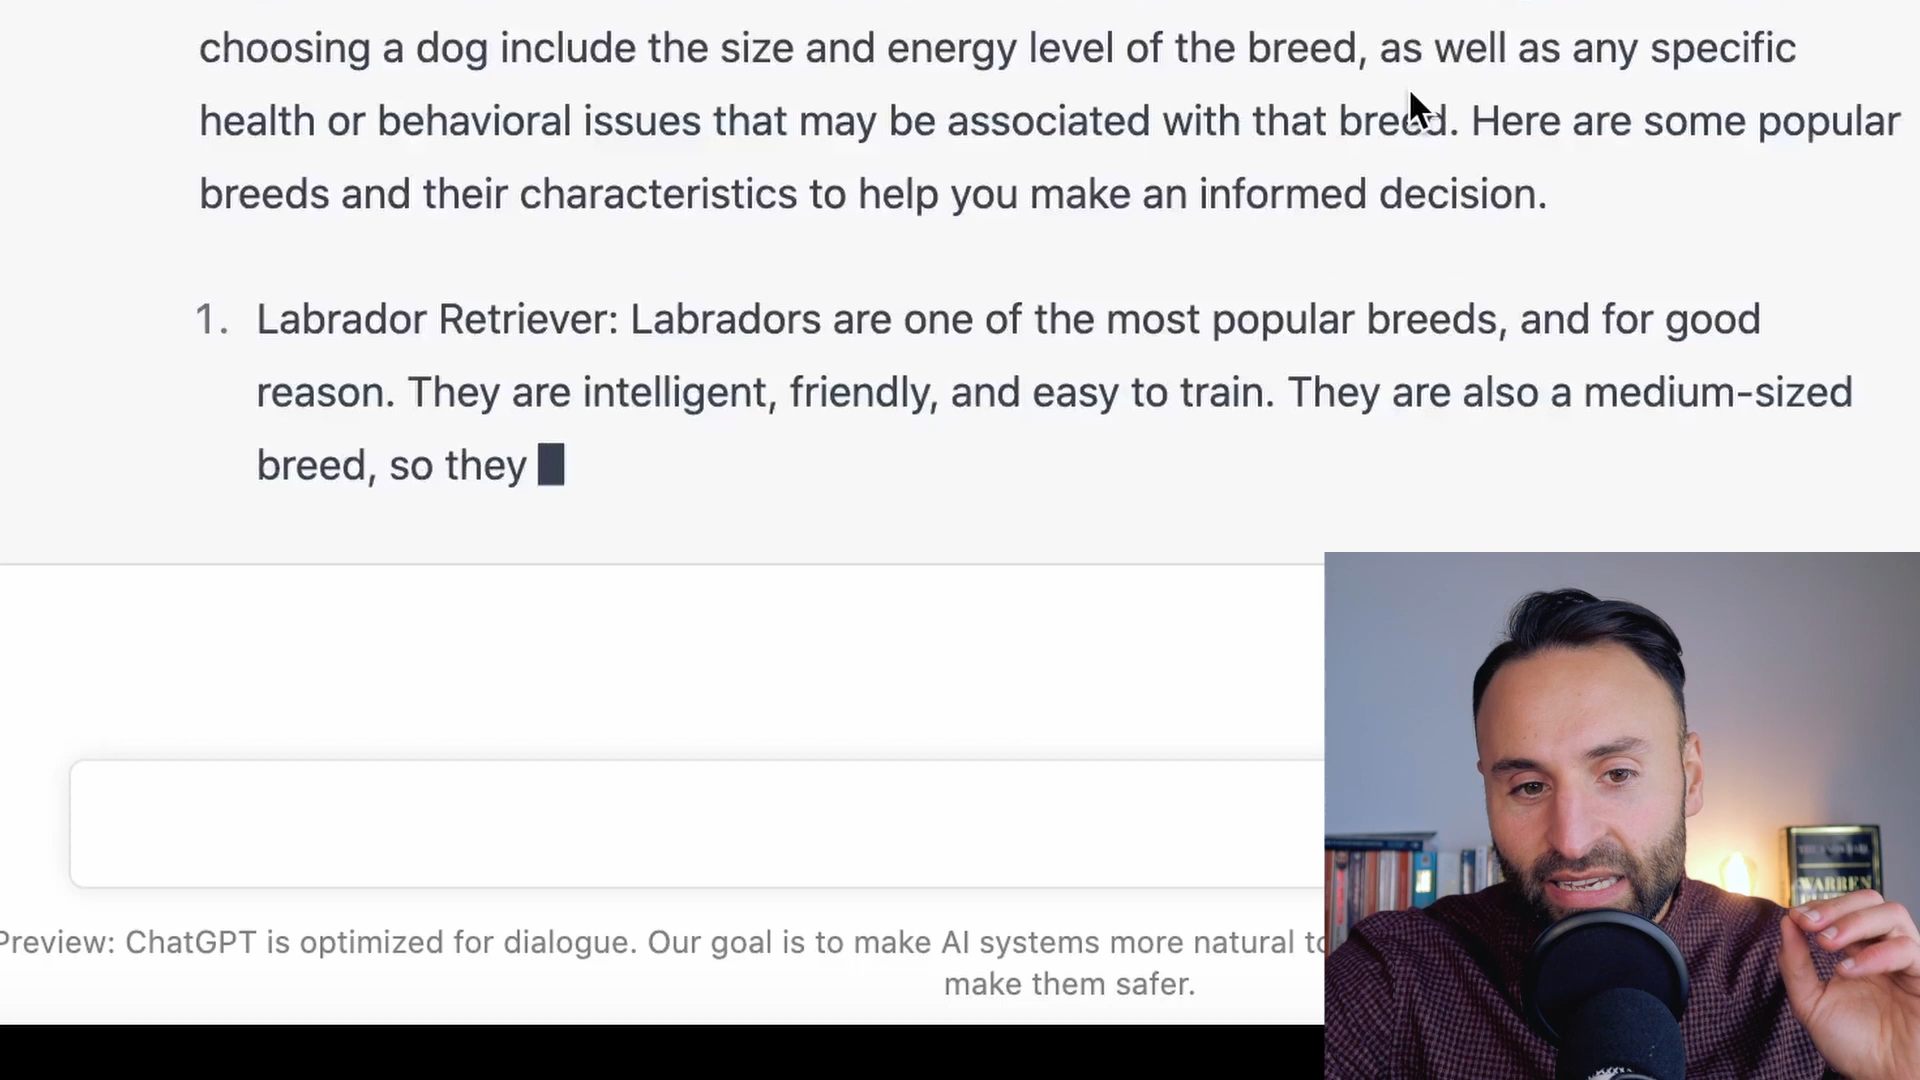 choosing a dog include the size and energy level of the breed, as well as any specific
health or behavioral issues that may be associated with that breed. Here are some popular
breeds and their characteristics to help you make an informed decision.
1. Labrador Retriever: Labradors are one of the most popular breeds, and for good
reason. They are intelligent, friendly, and easy to train. They are also a medium-sized
breed, so they
Preview: ChatGPT is optimized for dialogue. Our goal is to make AI systems more natural to
make them safer.
WARREN